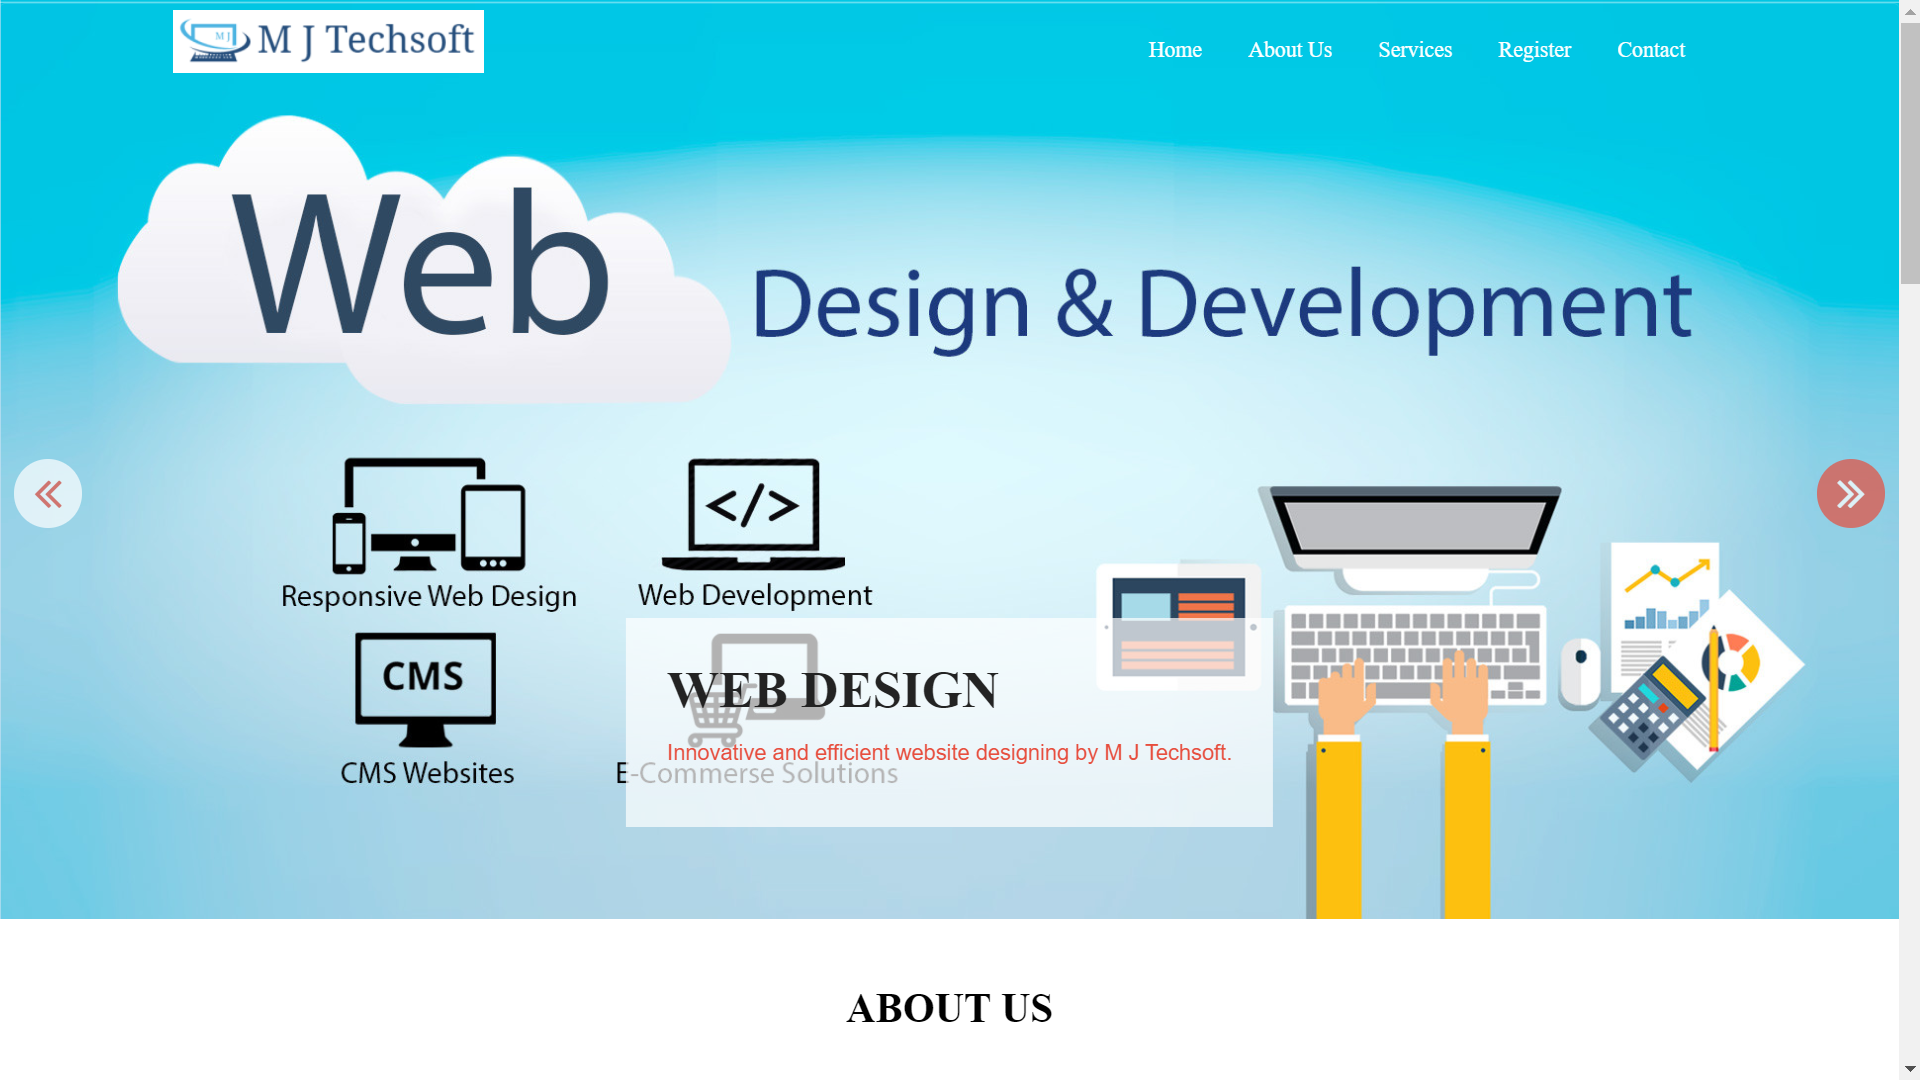 M J M J Techsoft
Home About Us Services Register Contact
Web
Design & Development
</>
Responsive Web Design
Web Development
CMS
WEB DESIGN
Innovative and efficient website designing by M J Techsoft.
CMS Websites
E-Commerse Solutions
ABOUT US